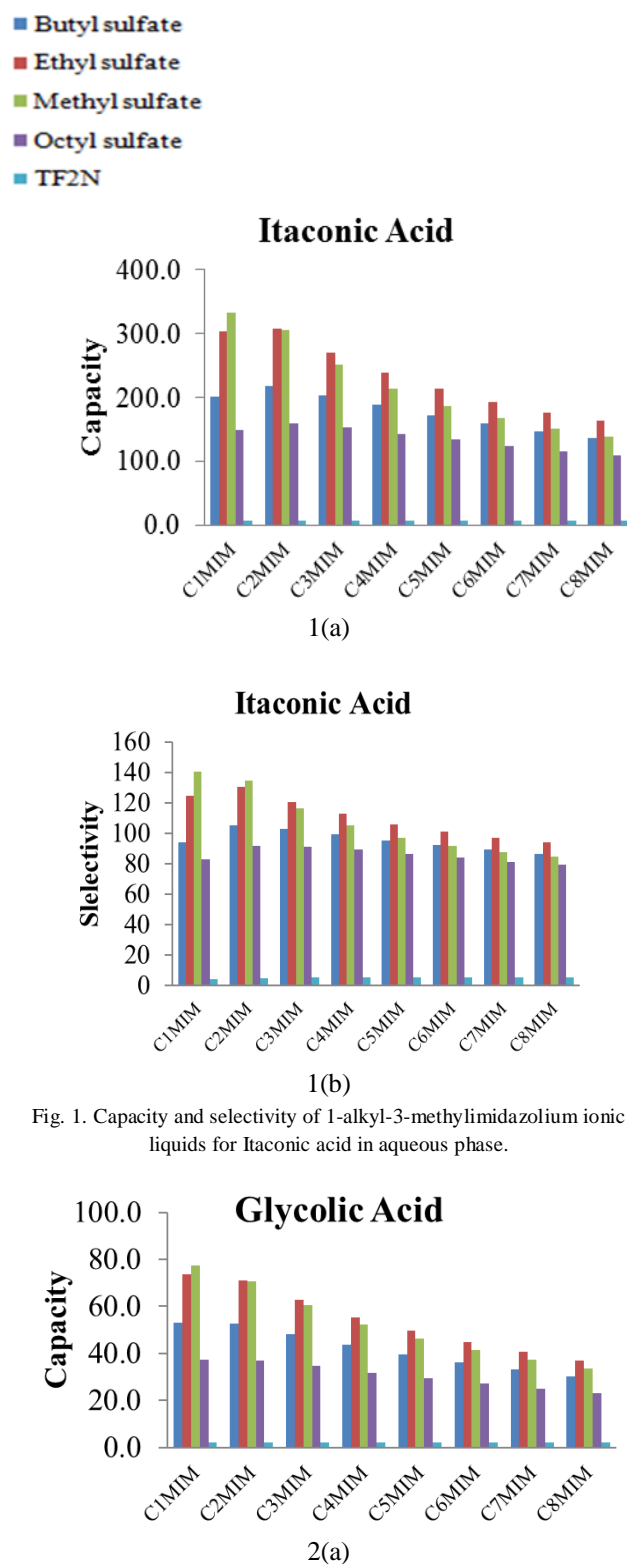 Butyl sulfate
Ethyl sulfate
Methyl sulfate
Octyl sulfate
TF2N
Itaconic Acid
400.0
300.0
200.0
100.0
0.0
Capacity
C1MIM
C2MIM
C3MIM
C4MIM
C5MIM
C6MIM
C7MIM
C8MIM
1(a)
Itaconic Acid
160
140
120
100
80
60
40
20
0
Slelectivity
C1MIM
C2MIM
C3MIM
C4MIM
C5MIM
C6MIM
C7MIM
C8MIM
1(b)
Fig. 1. Capacity and selectivity of 1-alkyl-3-methylimidazolium ionic
liquids for Itaconic acid in aqueous phase.
Glycolic Acid
100.0
80.0
60.0
40.0
20.0
0.0
Capacity
C1MIM
C2MIM
C3MIM
C4MIM
C5MIM
C6MIM
C7MIM
C8MIM
2(a)